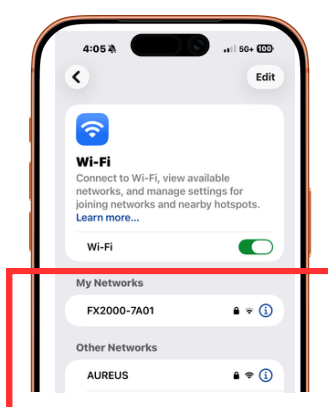 4:05 5G+ 100
Edit
Wi-Fi
Connect to Wi-Fi, view available
networks, and manage settings for
joining networks and nearby hotspots.
Learn more...
Wi-Fi
My Networks
FX2000-7A01
Other Networks
AUREUS